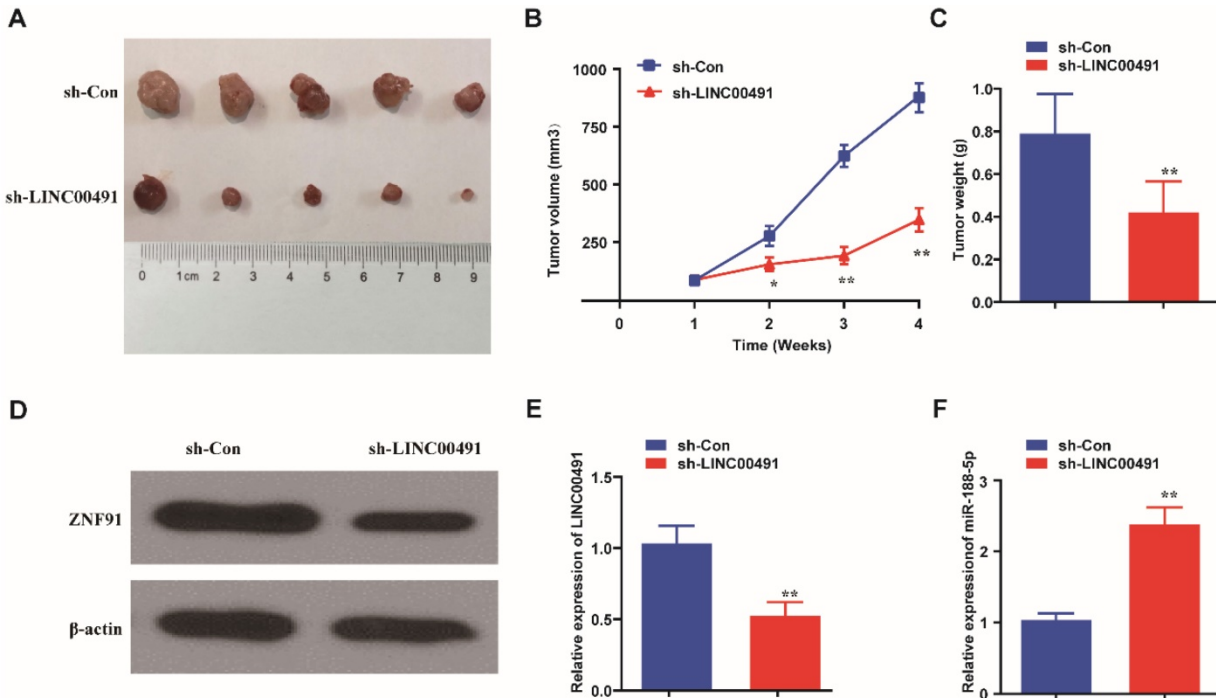 A
sh-Con
sh-LINC00491
0 1cm 2 3 4 5 6 7 8 9
B
sh-Con
sh-LINC00491
Tumor volume (mm3)
1000
750
500
250
*
**
**
0 1 2 3 4
Time (Weeks)
C
sh-Con
sh-LINC00491
Tumor weight (g)
1.0
0.8
0.6
0.4
0.2
0.0
**
D
sh-Con sh-LINC00491
ZNF91
β-actin
E
sh-Con
sh-LINC00491
Relative expression of LINC00491
1.5
1.0
0.5
0.0
**
F
sh-Con
sh-LINC00491
Relative expressionof miR-188-5p
3
2
1
0
**